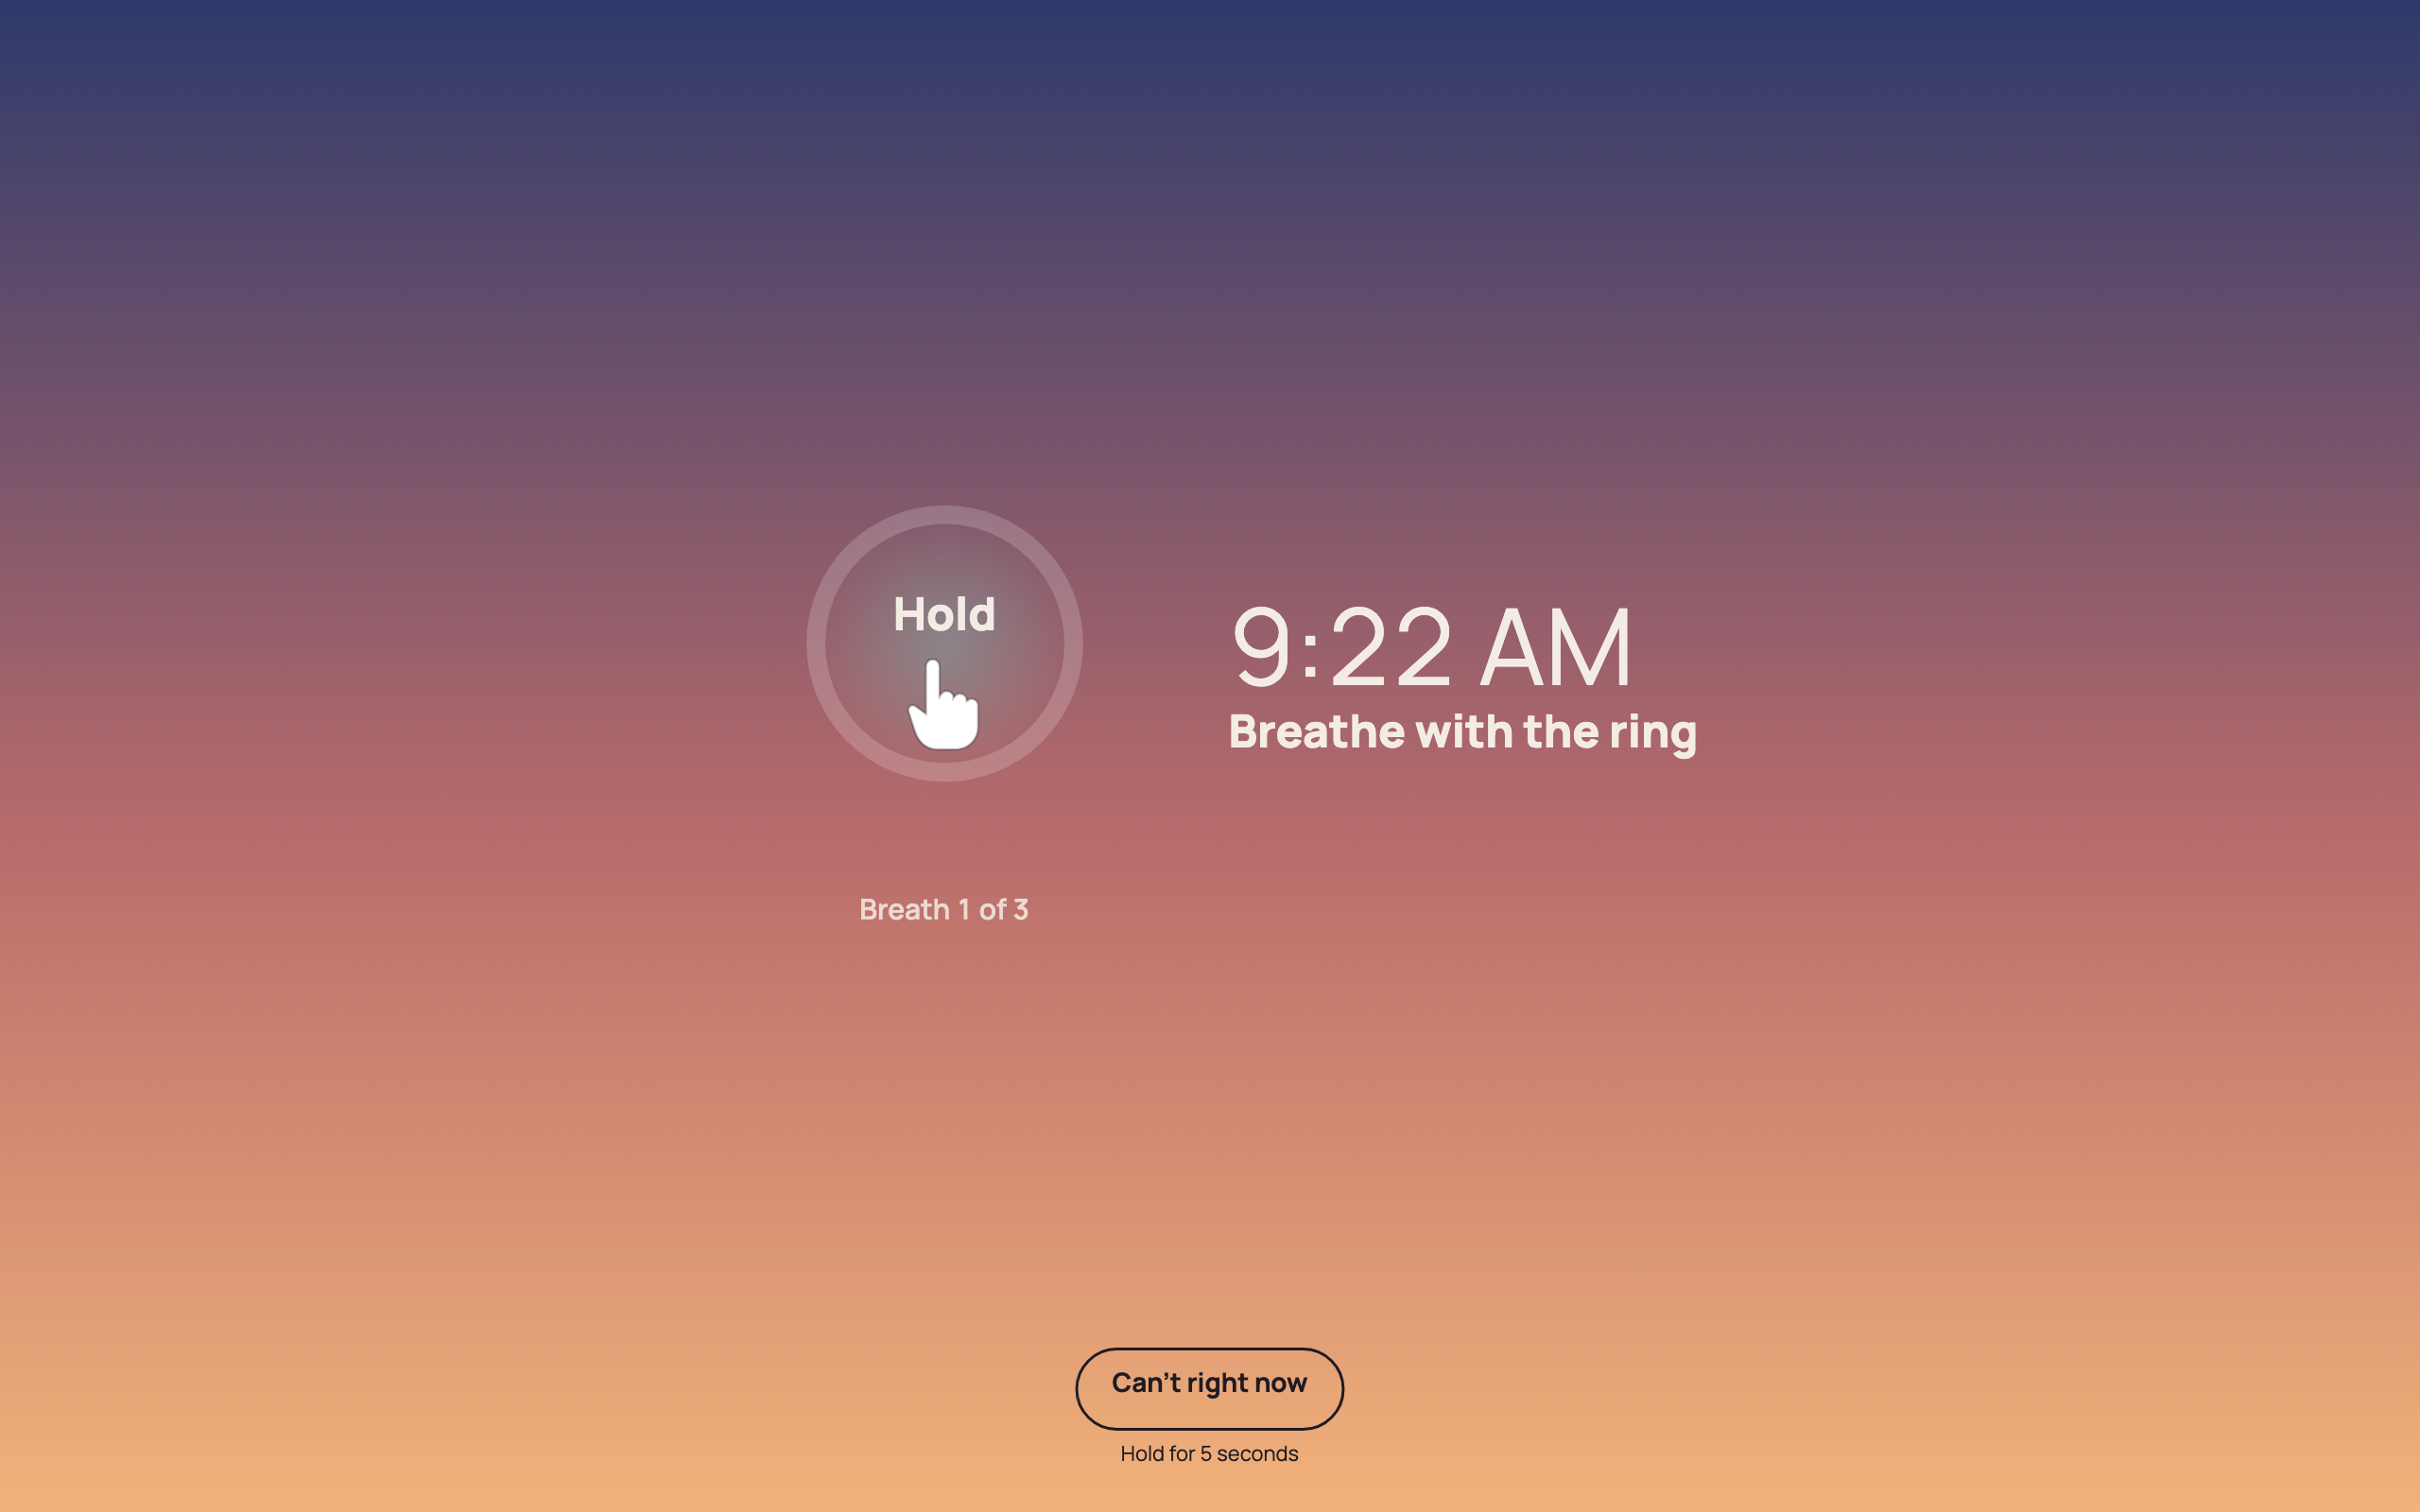 Hold
9:22 AM
Breathe with the ring
Breath 1 of 3
Can't right now
Hold for 5 seconds